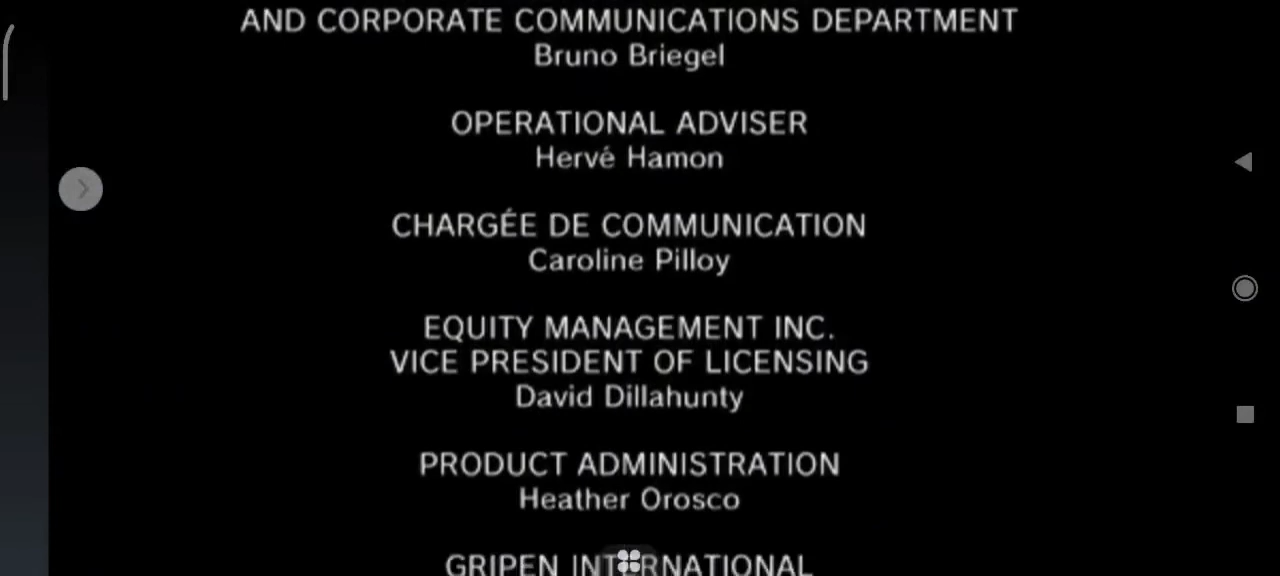 AND CORPORATE COMMUNICATIONS DEPARTMENT
Bruno Briegel
OPERATIONAL ADVISER
Hervé Hamon
CHARGÉE DE COMMUNICATION
Caroline Pilloy
EQUITY MANAGEMENT INC.
VICE PRESIDENT OF LICENSING
David Dillahunty
PRODUCT ADMINISTRATION
Heather Orosco
GRIPEN INTERNATIONAL